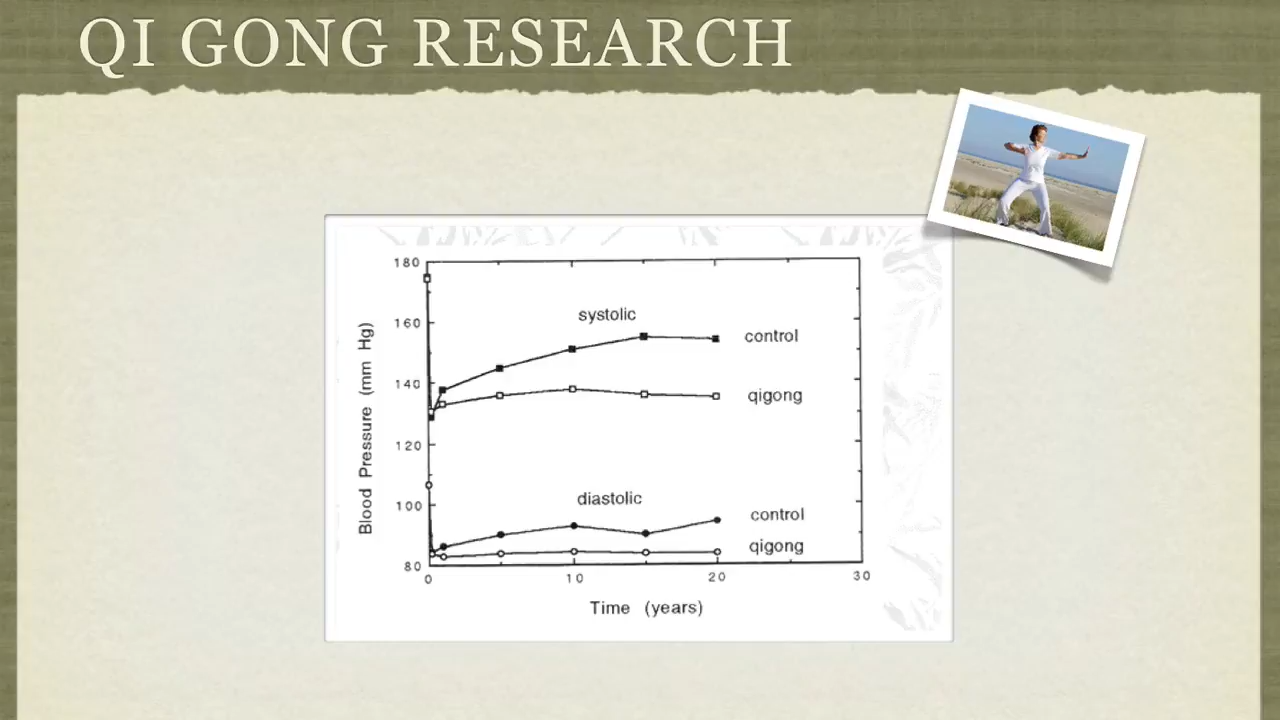 QI GONG RESEARCH
180
systolic
160
control
140
qigong
120
Blood Pressure (mm Hg)
diastolic
100
control
qigong
80
0
10
20
30
Time (years)